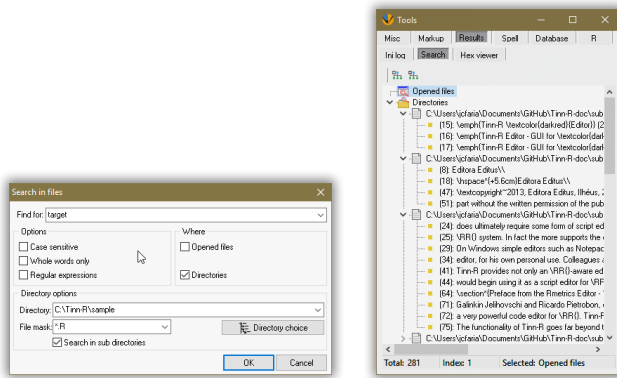 Search in files
Find for: target
Options
Case sensitive
Whole words only
Regular expressions
Where
Opened files
Directories
Directory options
Directory: C:\Tinn-R\sample
File mask: *.R
Directory choice
Search in sub directories
OK Cancel
Tools
Misc Markup Results Spell Database R
Ini log Search Hex viewer
Opened files
Directories
C:\Users\jcfaria\Documents\GitHub\Tinn-R-doc\sub
(15): \emph{Tinn-R \textcolor{darkred}{Editor}} (2
(16): \emph{Tinn-R Editor - GUI for \textcolor{dark
(17): \emph{Tinn-R Editor - GUI for \textcolor{dark
C:\Users\jcfaria\Documents\GitHub\Tinn-R-doc\sub
(8): Editora Editus\\
(18): \hspace*{+5.6cm}Editora Editus\\
(47): \textcopyright~2013, Editora Editus, Ilhéus,
(51): part without the written permission of the pub
C:\Users\jcfaria\Documents\GitHub\Tinn-R-doc\sub
(24): does ultimately require some form of script ed
(25): \RR{} system. In fact the more supports the
(29): On Windows simple editors such as Notepac
(34): editor, for his own personal use. Colleagues
(41): Tinn-R provides not only an \RR{}-aware ed
(44): would begin using it as a script editor for \RF
(64): \section*{Preface from the Rmetrics Editor -
(71): Galinkin Jelihovschi and Ricardo Pietrobon,
(72): a very powerful code editor for \RR{}. Tinn-F
(75): The functionality of Tinn-R goes far beyond
C:\Users\jcfaria\Documents\GitHub\Tinn-R-doc\sub
Total: 281 Index: 1 Selected: Opened files